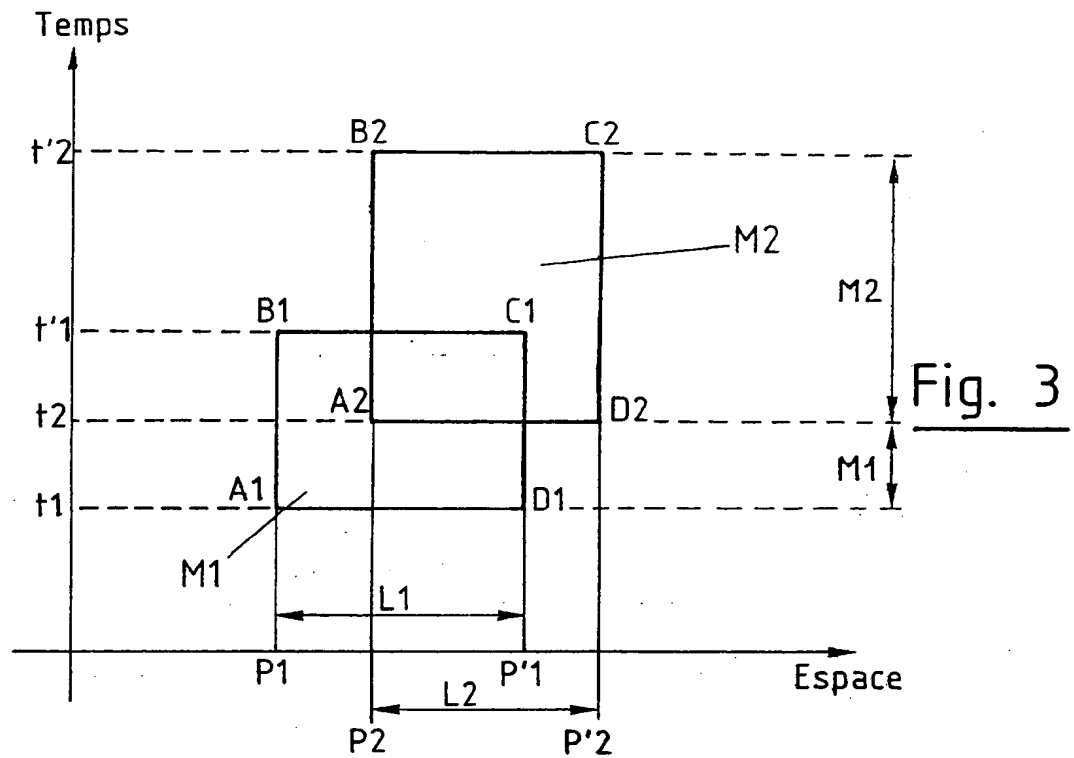 Temps
B2 C2
t'2
M2
M2
B1 C1
t'1
Fig. 3
A2 D2
t2
M1
A1 D1
t1
M1
L1
P1 P'1 Espace
L2
P2 P'2